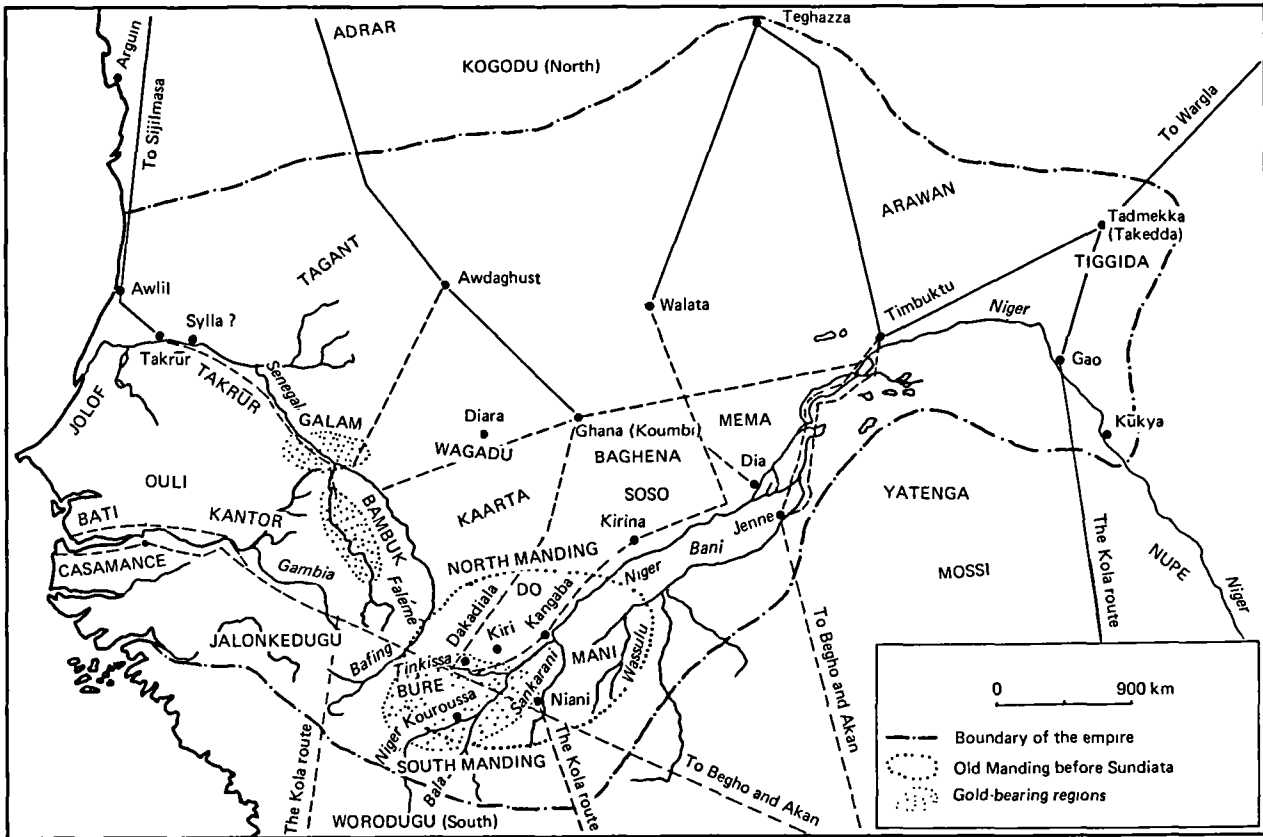 ADRAR
Teghazza
Arguin
KOGODU (North)
To Sijilmasa
To Wargla
ARAWAN
Tadmekka
(Takedda)
TIGGIDA
TAGANT
Awdaghust
Awlil
Walata
Timbuktu
Niger
Sylla ?
Takrūr
TAKRŪR
Senegal
Gao
JOLOF
GALAM
Diara
WAGADU
Ghana (Koumbi)
MEMA
Kūkya
BAGHENA
Dia
OULI
KAARTA
SOSO
YATENGA
BATI
KANTOR
BAMBUK
Kirina
Jenne
CASAMANCE
Gambia
Falémé
NORTH MANDING
Niger
Bani
MOSSI
The Kola route
NUPE
Niger
DO
Dakadiala
Kangaba
JALONKEDUGU
Bafing
Kiri
Tinkissa
MANI
Wassulu
To Begho and Akan
BURE
Sankarani
Kouroussa
Niani
Niger
SOUTH MANDING
Bala
The Kola route
The Kola route
To Begho and Akan
WORODUGU (South)
0 900 km
Boundary of the empire
Old Manding before Sundiata
Gold-bearing regions